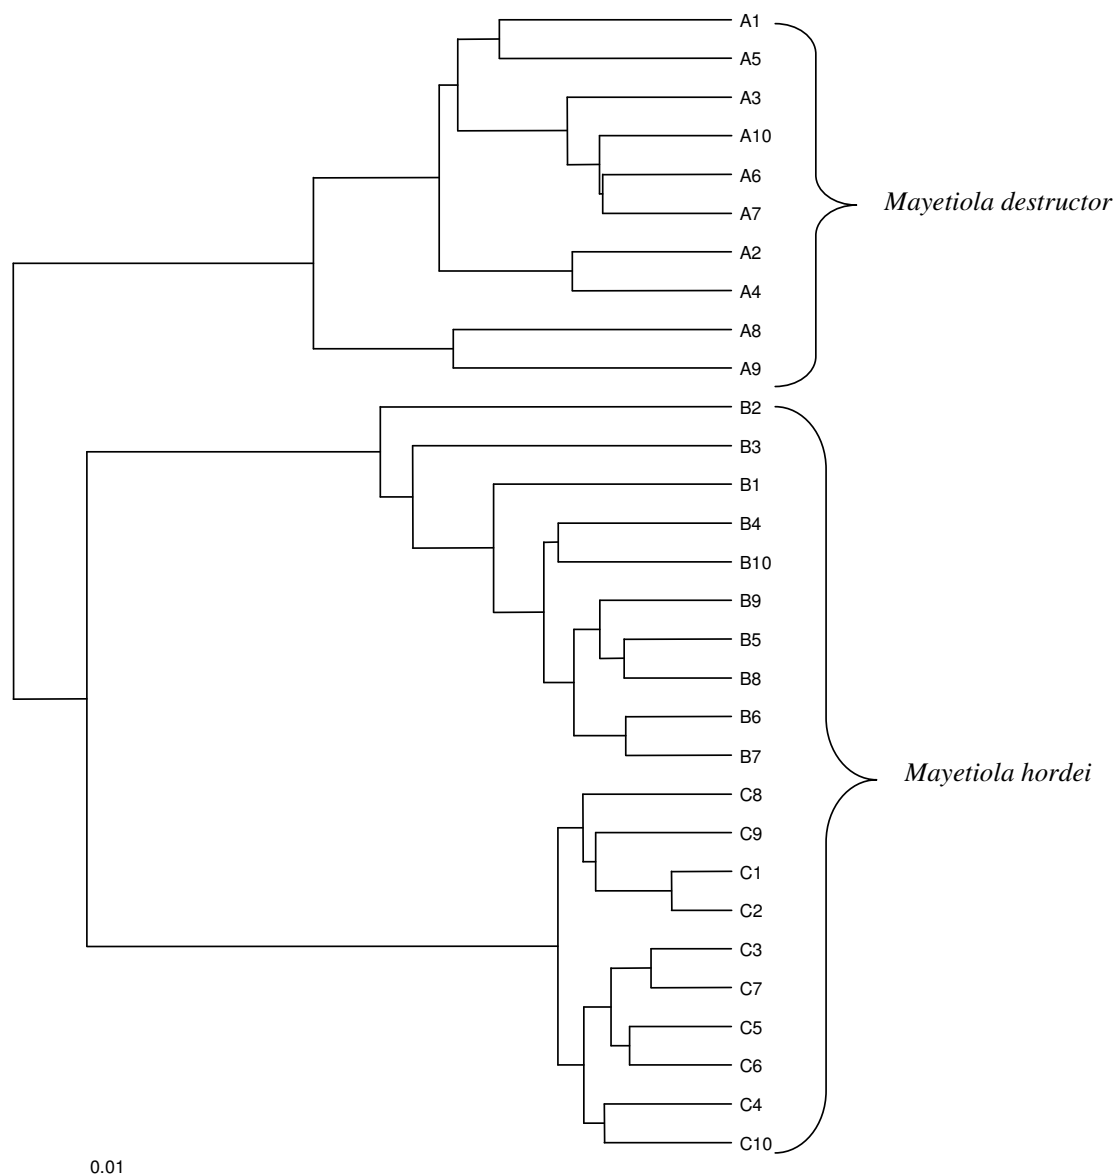 A1
A5
A3
A10
A6
A7
Mayetiola destructor
A2
A4
A8
A9
B2
B3
B1
B4
B10
B9
B5
B8
B6
B7
Mayetiola hordei
C8
C9
C1
C2
C3
C7
C5
C6
C4
C10
0.01